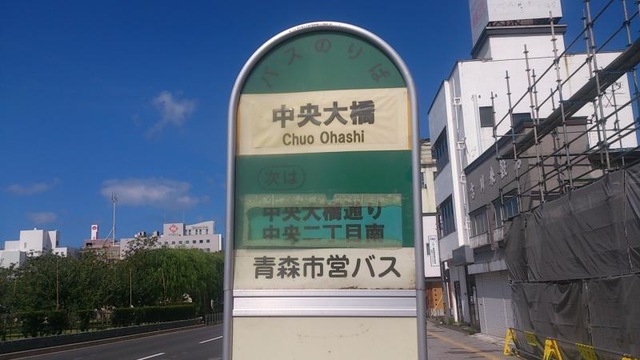 バスのりば
中央大橋
Chuo Ohashi
次は
中央大橋通り
中央二丁目南
青森市営バス